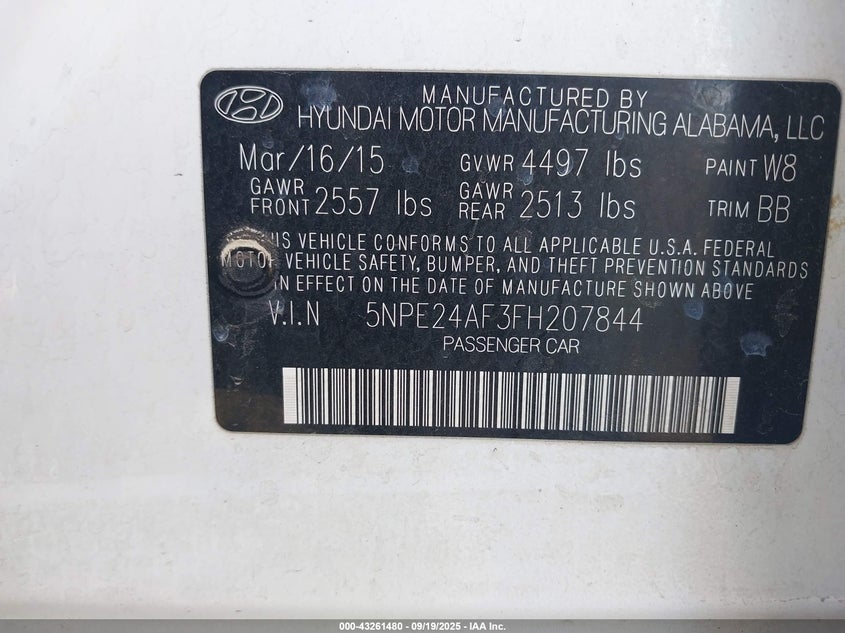 MANUFACTURED BY
HYUNDAI MOTOR MANUFACTURING ALABAMA, LLC
Mar/16/15 GVWR 4497 lbs PAINT W8
GAWR FRONT 2557 lbs GAWR REAR 2513 lbs TRIM BB
IS VEHICLE CONFORMS TO ALL APPLICABLE U.S.A. FEDERAL
MOTOR VEHICLE SAFETY, BUMPER, AND THEFT PREVENTION STANDARDS
IN EFFECT ON THE DATE OF MANUFACTURE SHOWN ABOVE
V.I.N 5NPE24AF3FH207844
PASSENGER CAR
000-43261480 - 09/19/2025 - IAA Inc.